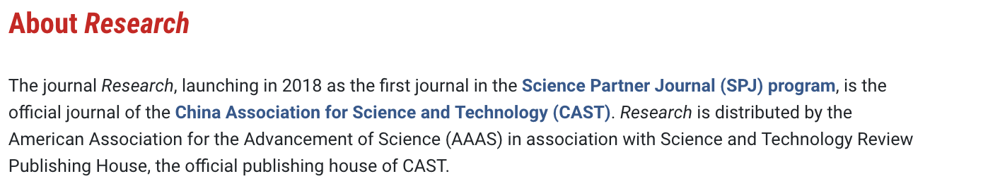 About Research
The journal Research, launching in 2018 as the first journal in the Science Partner Journal (SPJ) program, is the
official journal of the China Association for Science and Technology (CAST). Research is distributed by the
American Association for the Advancement of Science (AAAS) in association with Science and Technology Review
Publishing House, the official publishing house of CAST.